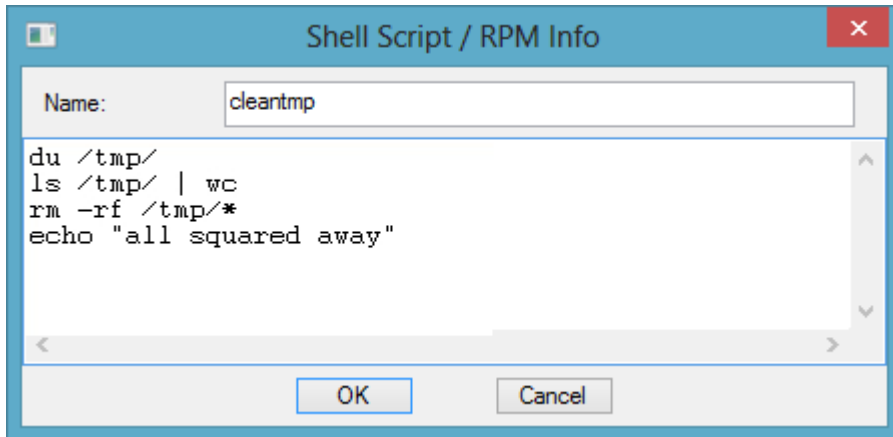 Shell Script / RPM Info
Name: cleantmp
du /tmp/
ls /tmp/ | wc
rm -rf /tmp/*
echo "all squared away"
OK Cancel